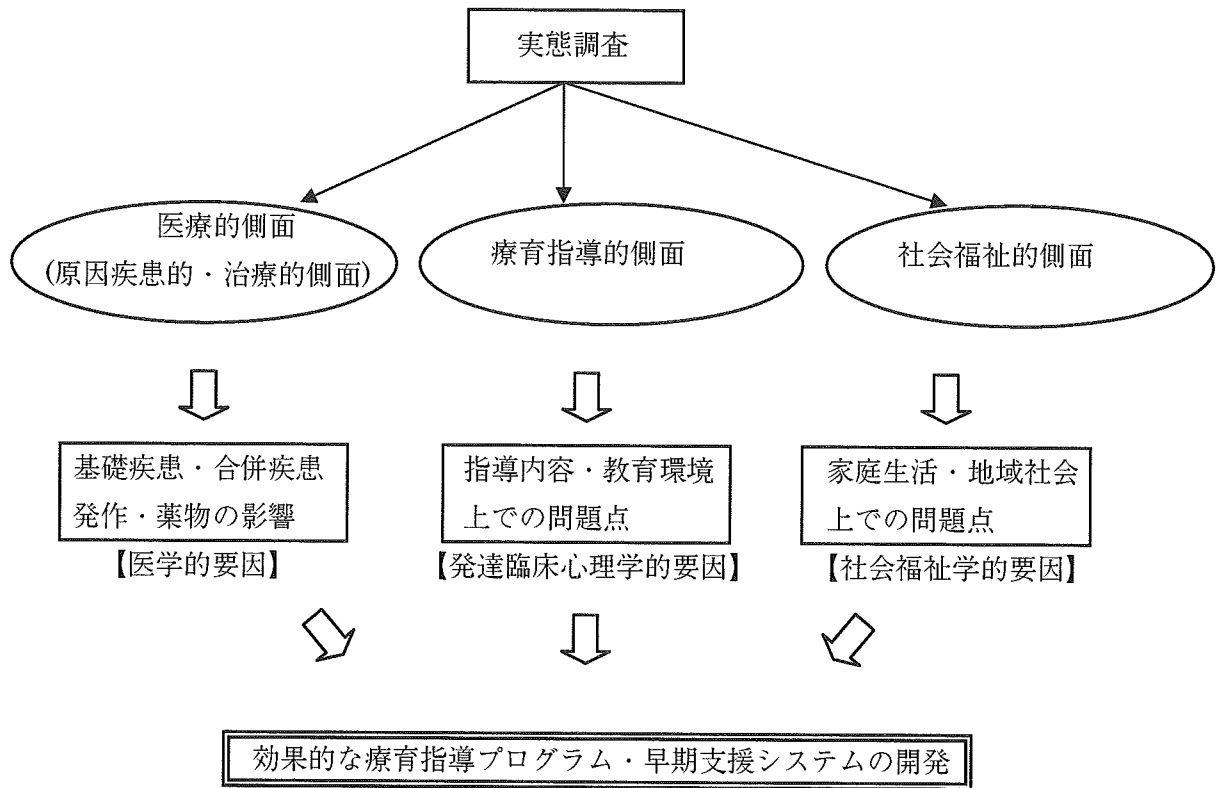 実態調査
医療的側面
(原因疾患的・治療的側面)
療育指導的側面
社会福祉的側面
基礎疾患・合併疾患
発作・薬物の影響
【医学的要因】
指導内容・教育環境
上での問題点
【発達臨床心理学的要因】
家庭生活・地域社会
上での問題点
【社会福祉学的要因】
効果的な療育指導プログラム・早期支援システムの開発